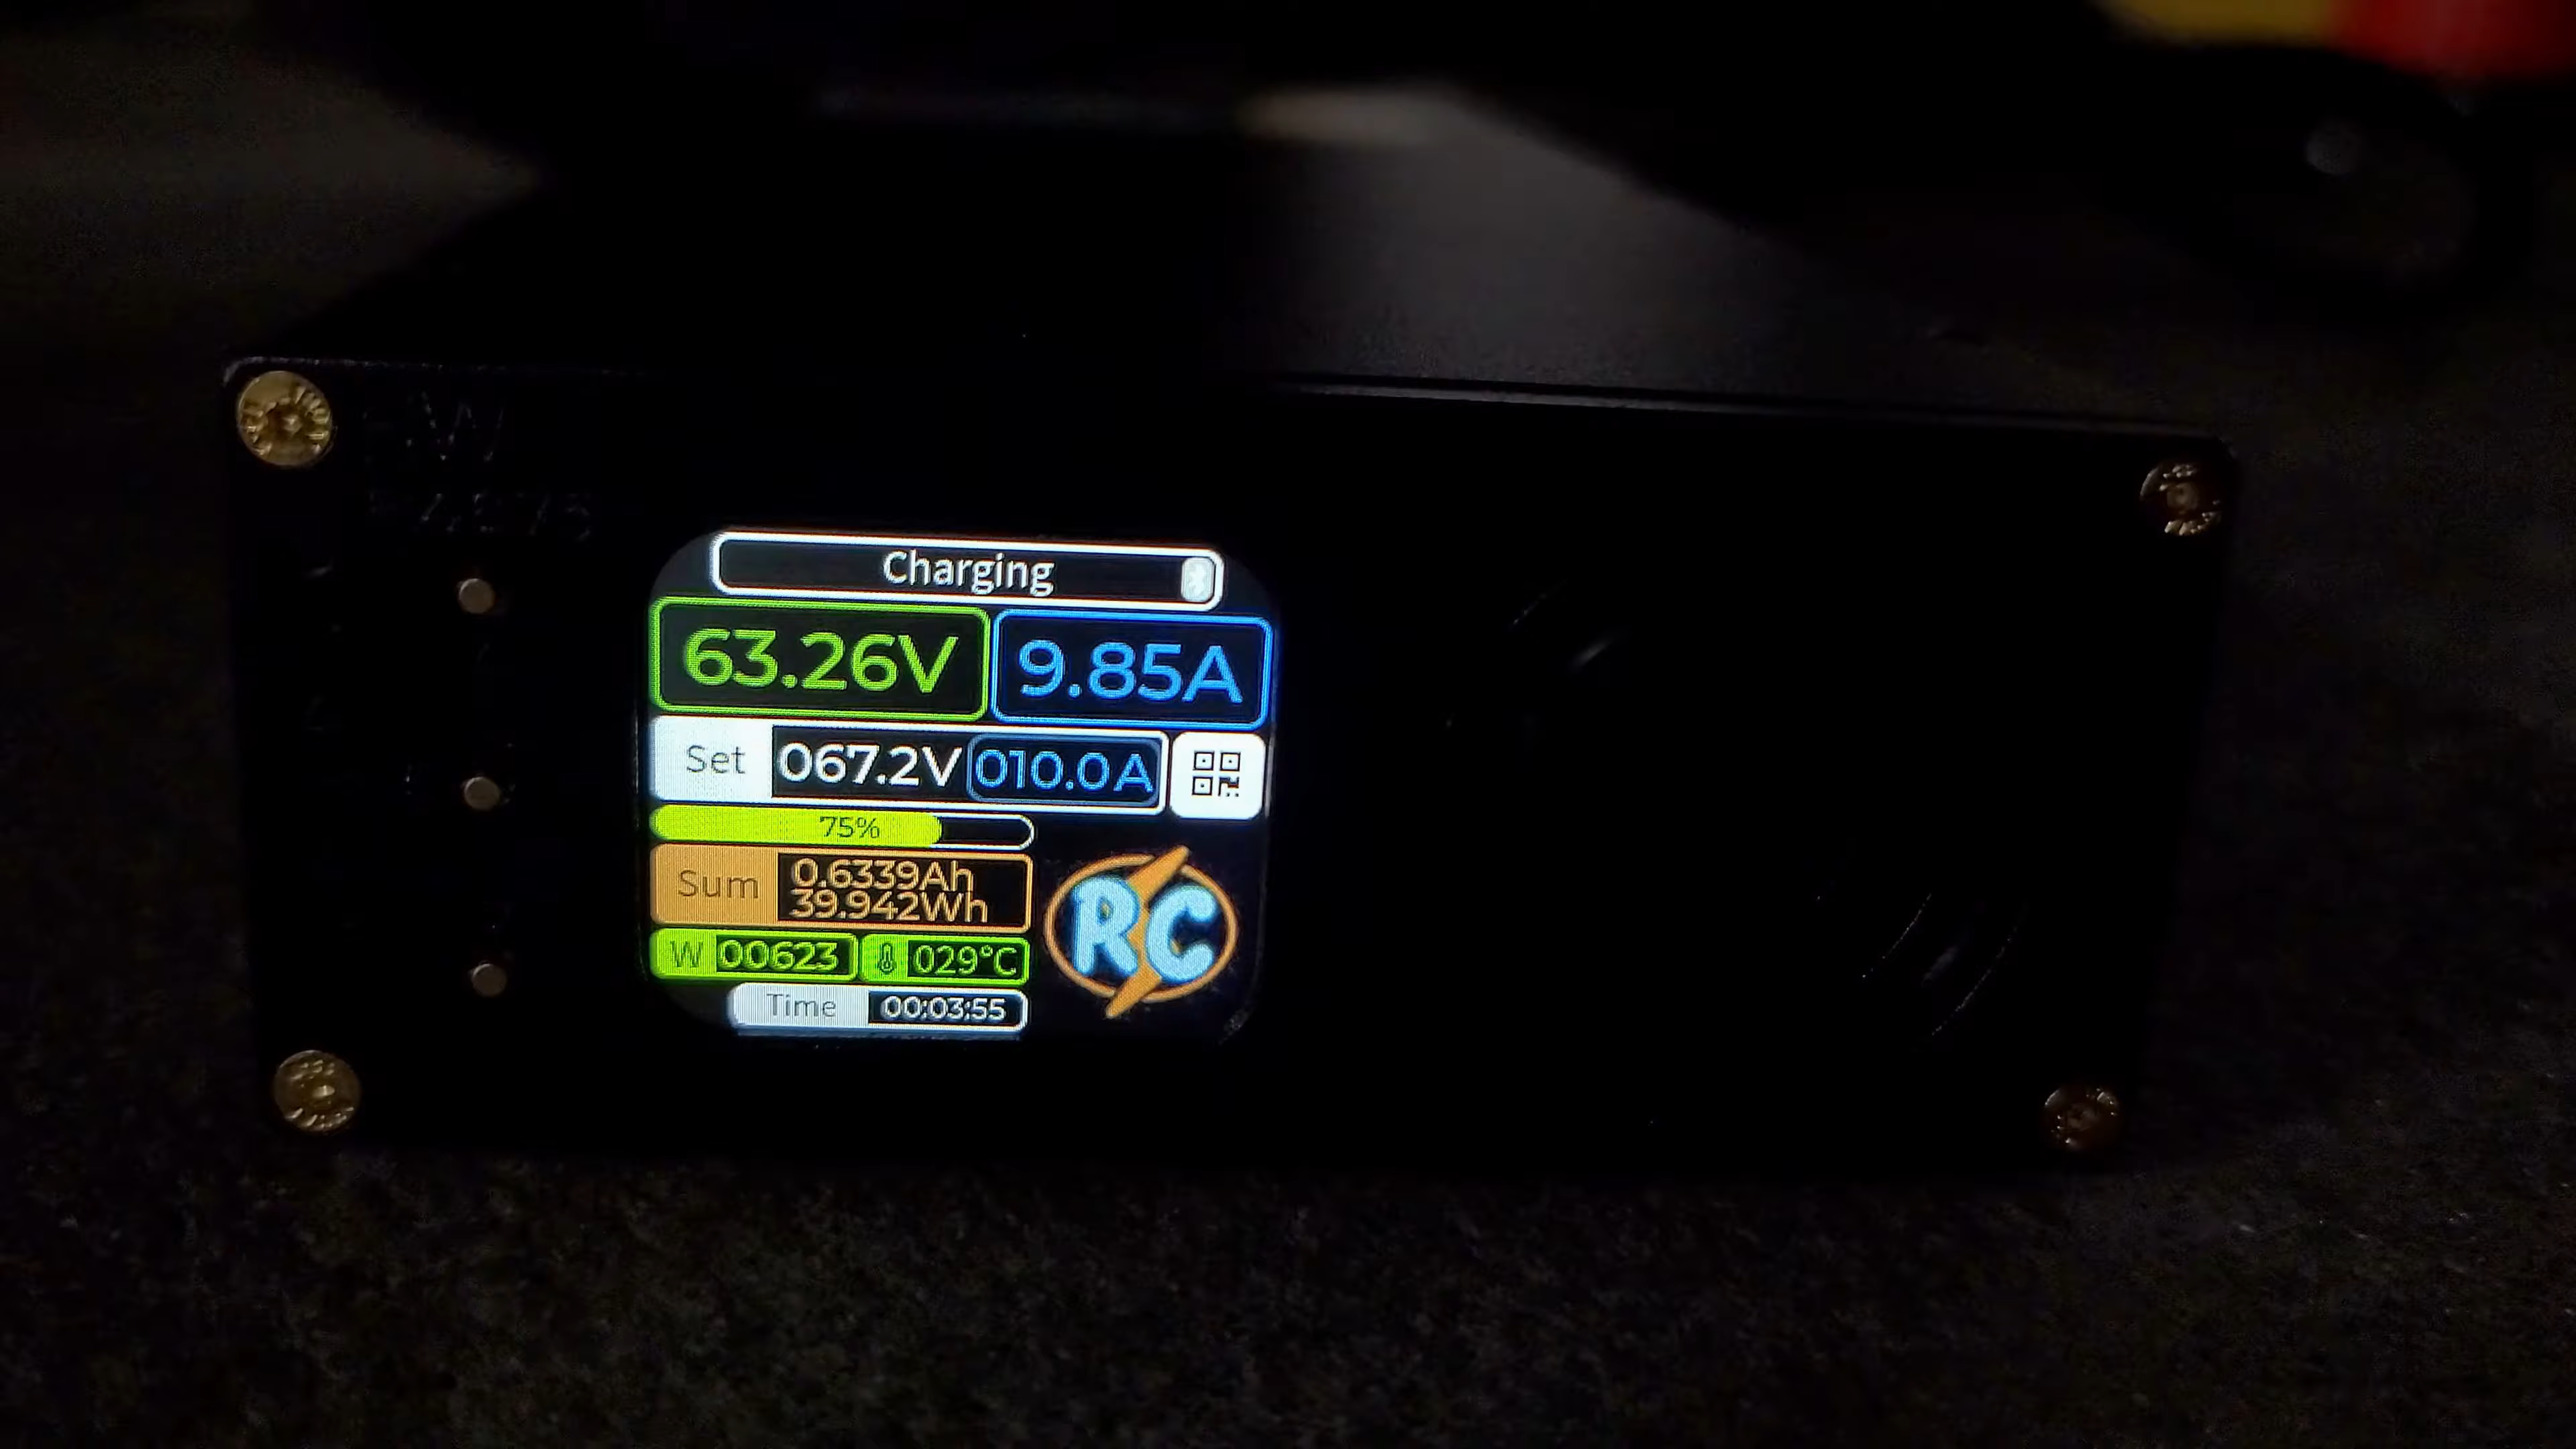 Charging
63.26V 9.85A
Set 067.2V 010.0A
75%
Sum 0.6339Ah
39.942Wh
W 00623 029°C
RC
Time 00:03:55